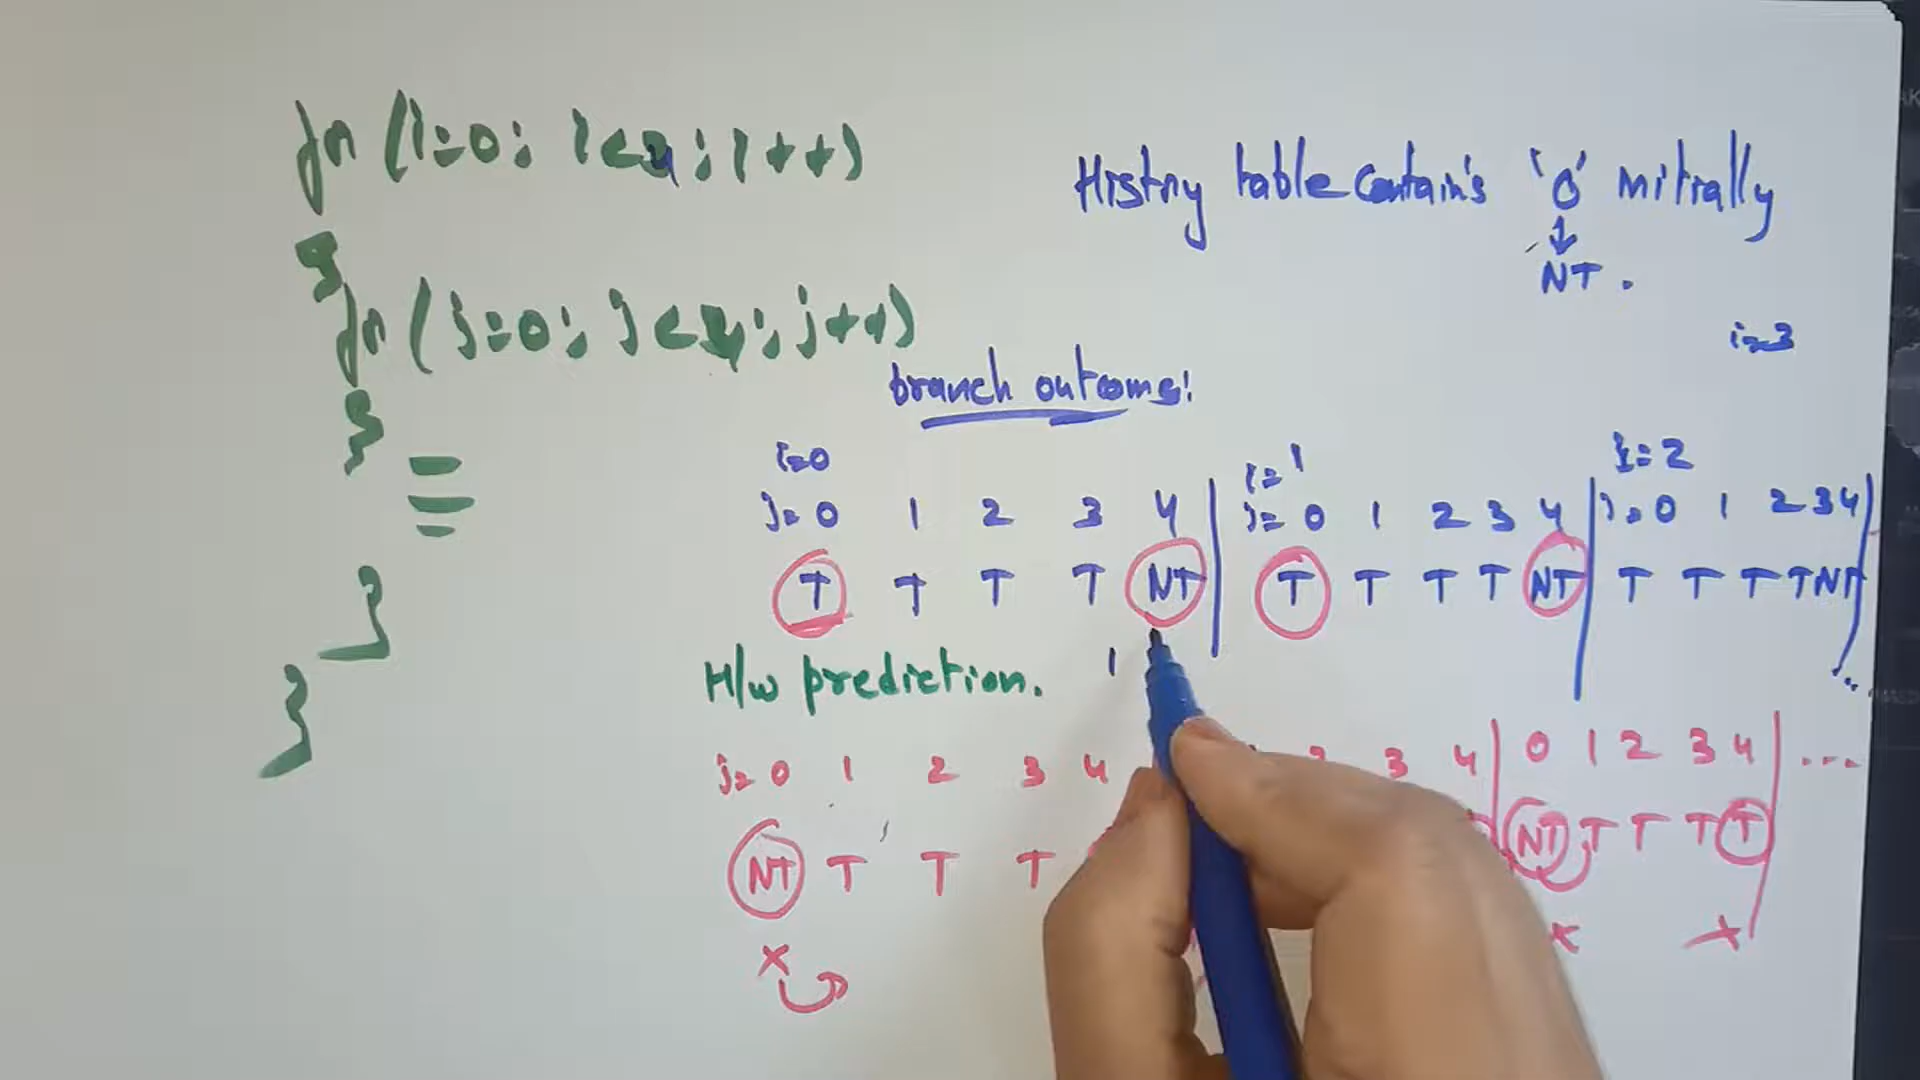 for (i=0; i<4; i++)
{
for (j=0; j<4; j++)
{
}
}
History table contain's '0' initially
NT.
i=3
branch outcome:
i=0 i=1 i=2
j=0 1 2 3 4 j=0 1 2 3 4 j=0 1 2 3 4
T T T T NT T T T T NT T T T T NT
...
H/w prediction. 1
j=0 1 2 3 4 3 4 0 1 2 3 4 ...
NT T T T NT T T T T
x x x